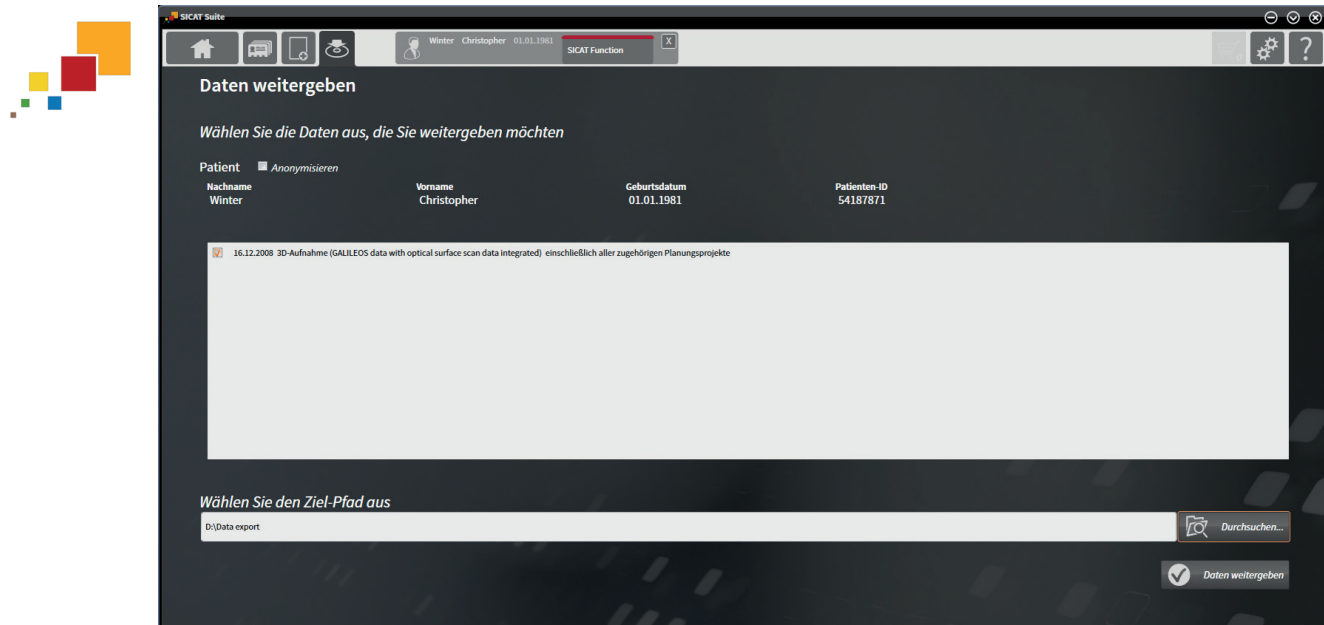 SICAT Suite
Winter Christopher 01.01.1981
SICAT Function
X
?
Daten weitergeben
Wählen Sie die Daten aus, die Sie weitergeben möchten
Patient Anonymisieren
Nachname Vorname Geburtsdatum Patienten-ID
Winter Christopher 01.01.1981 54187871
16.12.2008 3D-Aufnahme (GALILEOS data with optical surface scan data integrated) einschließlich aller zugehörigen Planungsprojekte
Wählen Sie den Ziel-Pfad aus
D:\Data export Durchsuchen...
Daten weitergeben